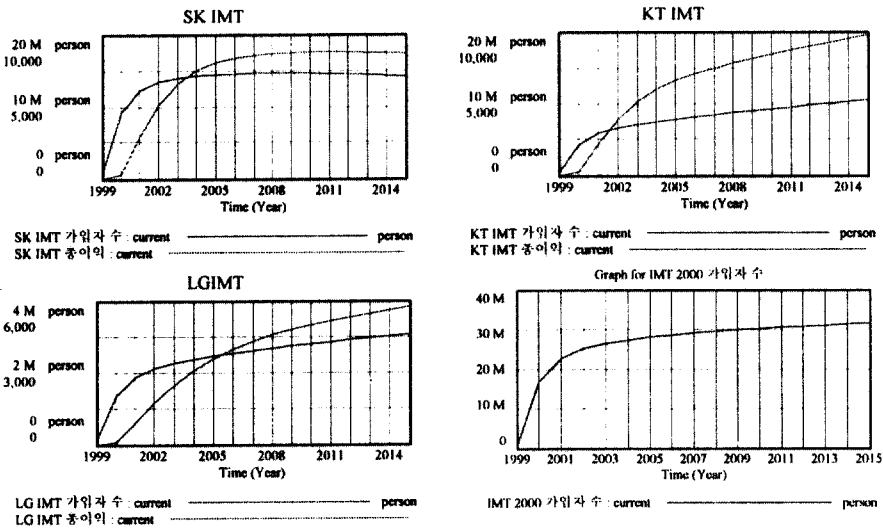 SK IMT
20 M person
10,000
10 M person
5,000
0 person
0
1999 2002 2005 2008 2011 2014
Time (Year)
SK IMT 가입자 수 : current person
SK IMT 총이익 : current
KT IMT
20 M person
10,000
10 M person
5,000
0 person
0
1999 2002 2005 2008 2011 2014
Time (Year)
KT IMT 가입자 수 : current person
KT IMT 총이익 : current
LGIMT
4 M person
6,000
2 M person
3,000
0 person
0
1999 2002 2005 2008 2011 2014
Time (Year)
LG IMT 가입자 수 : current person
LG IMT 총이익 : current
Graph for IMT 2000 가입자 수
40 M
30 M
20 M
10 M
0
1999 2001 2003 2005 2007 2009 2011 2013 2015
Time (Year)
IMT 2000 가입자 수 : current person